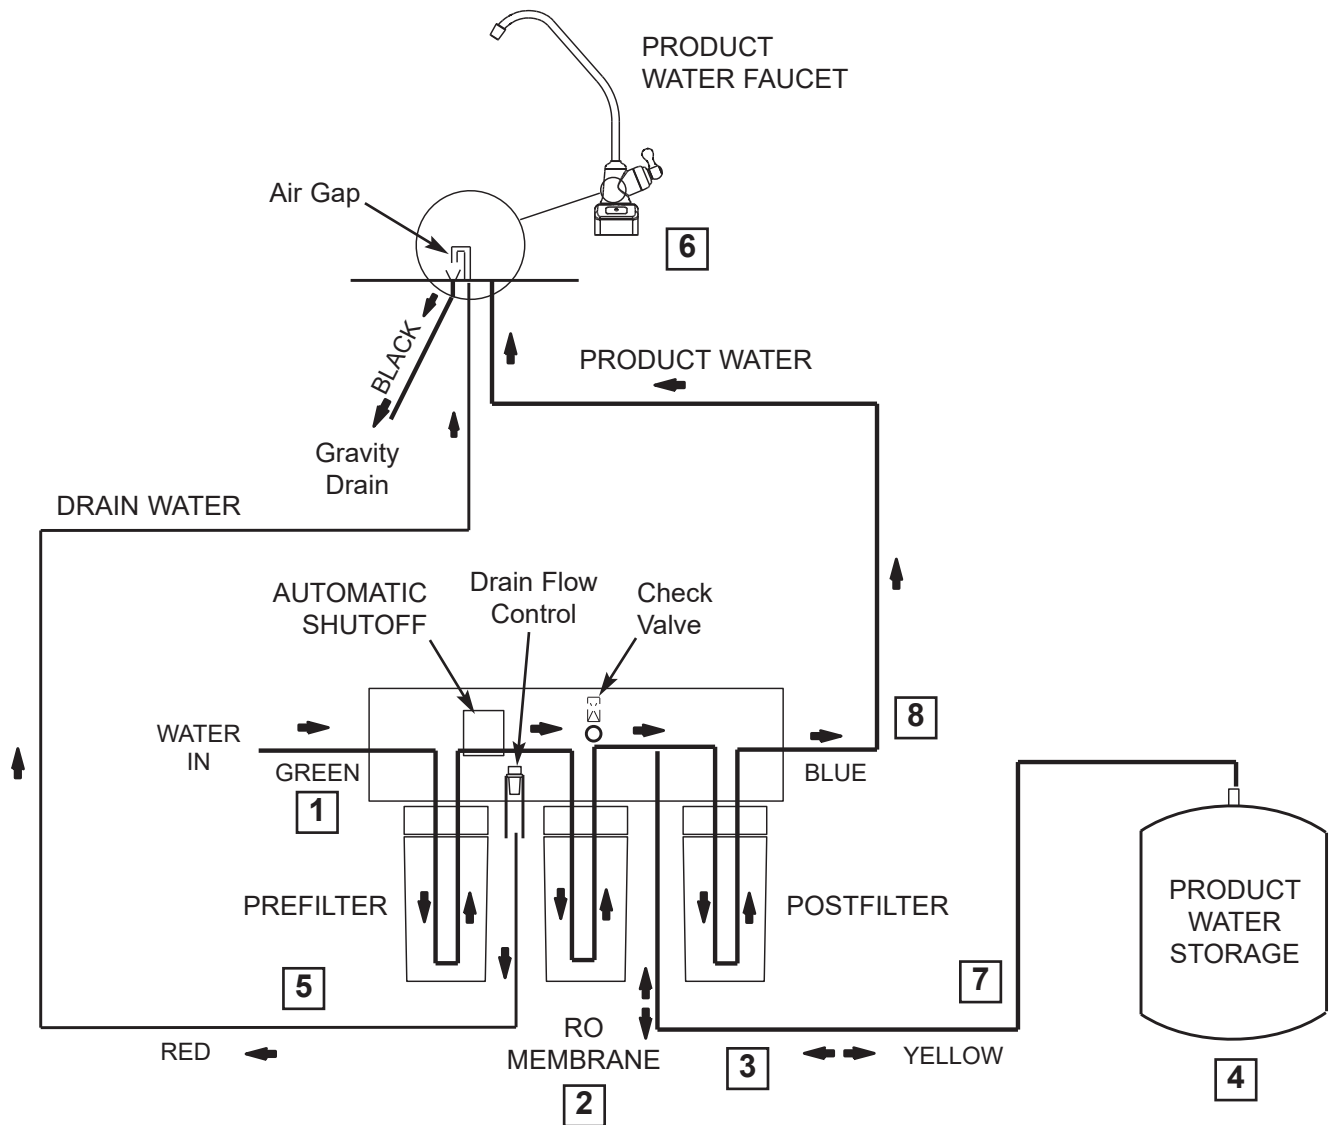 PRODUCT
WATER FAUCET
Air Gap
6
BLACK
PRODUCT WATER
Gravity
Drain
DRAIN WATER
AUTOMATIC
SHUTOFF
Drain Flow
Control
Check
Valve
8
WATER
IN
GREEN
BLUE
1
PREFILTER
POSTFILTER
PRODUCT
WATER
STORAGE
5
7
RO
MEMBRANE
RED
3
YELLOW
2
4